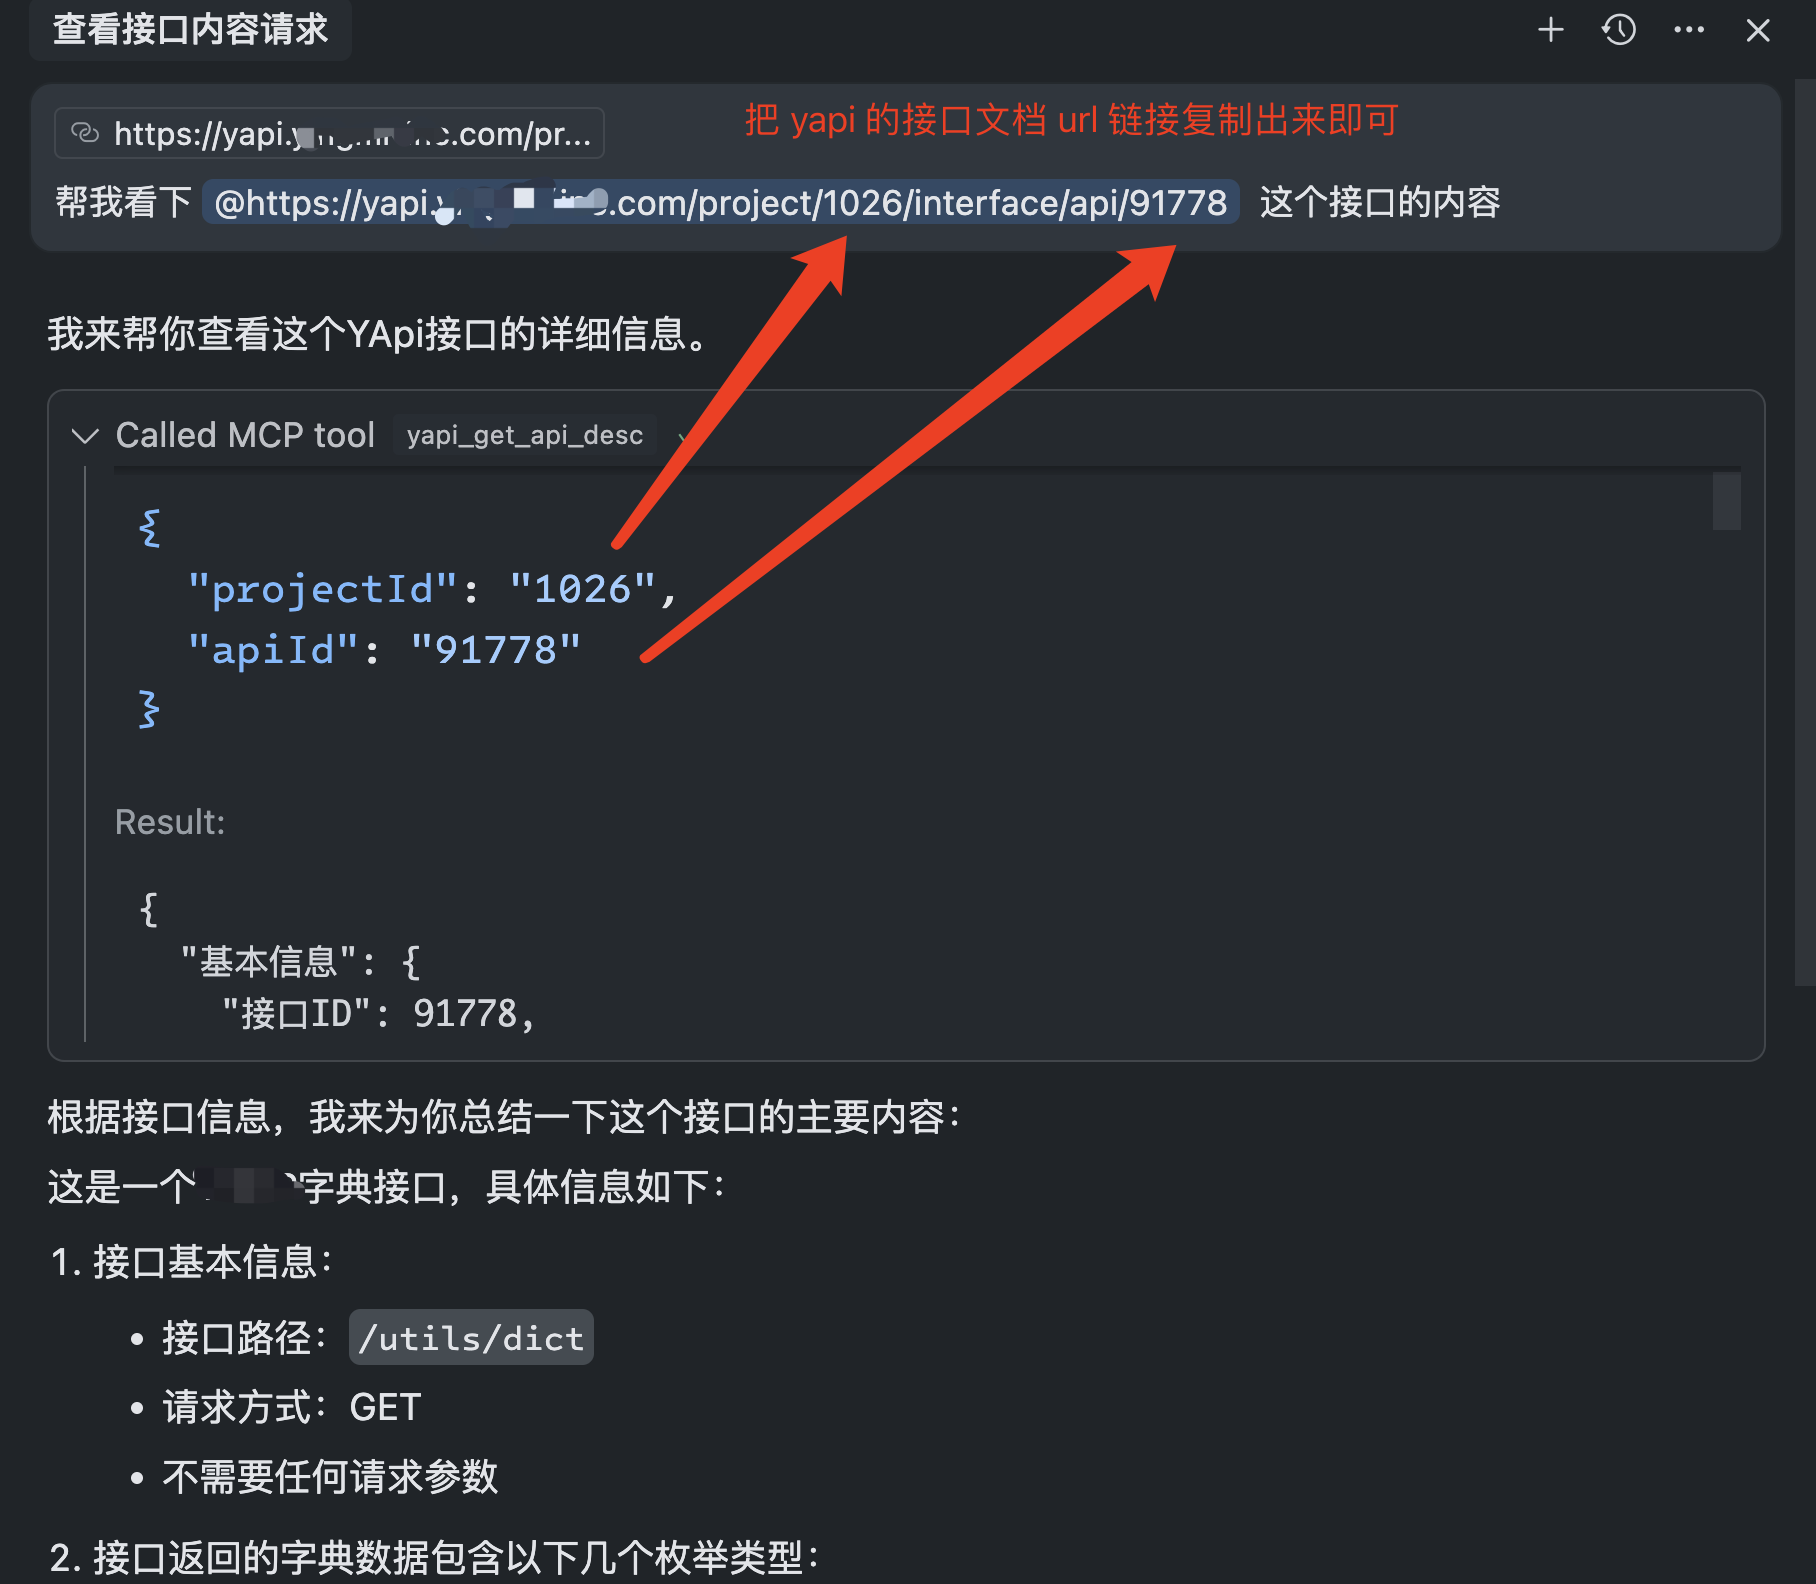 查看接口内容请求
把 yapi 的接口文档 url 链接复制出来即可
https://yapi. .com/pr...
帮我看下 @https://yapi. .com/project/1026/interface/api/91778 这个接口的内容
我来帮你查看这个YApi接口的详细信息。
Called MCP tool yapi_get_api_desc
{
"projectId": "1026",
"apiId": "91778"
}
Result:
{
"基本信息": {
"接口ID": 91778,
根据接口信息，我来为你总结一下这个接口的主要内容：
这是一个 字典接口，具体信息如下：
1. 接口基本信息：
• 接口路径： /utils/dict
• 请求方式：GET
• 不需要任何请求参数
2. 接口返回的字典数据包含以下几个枚举类型：